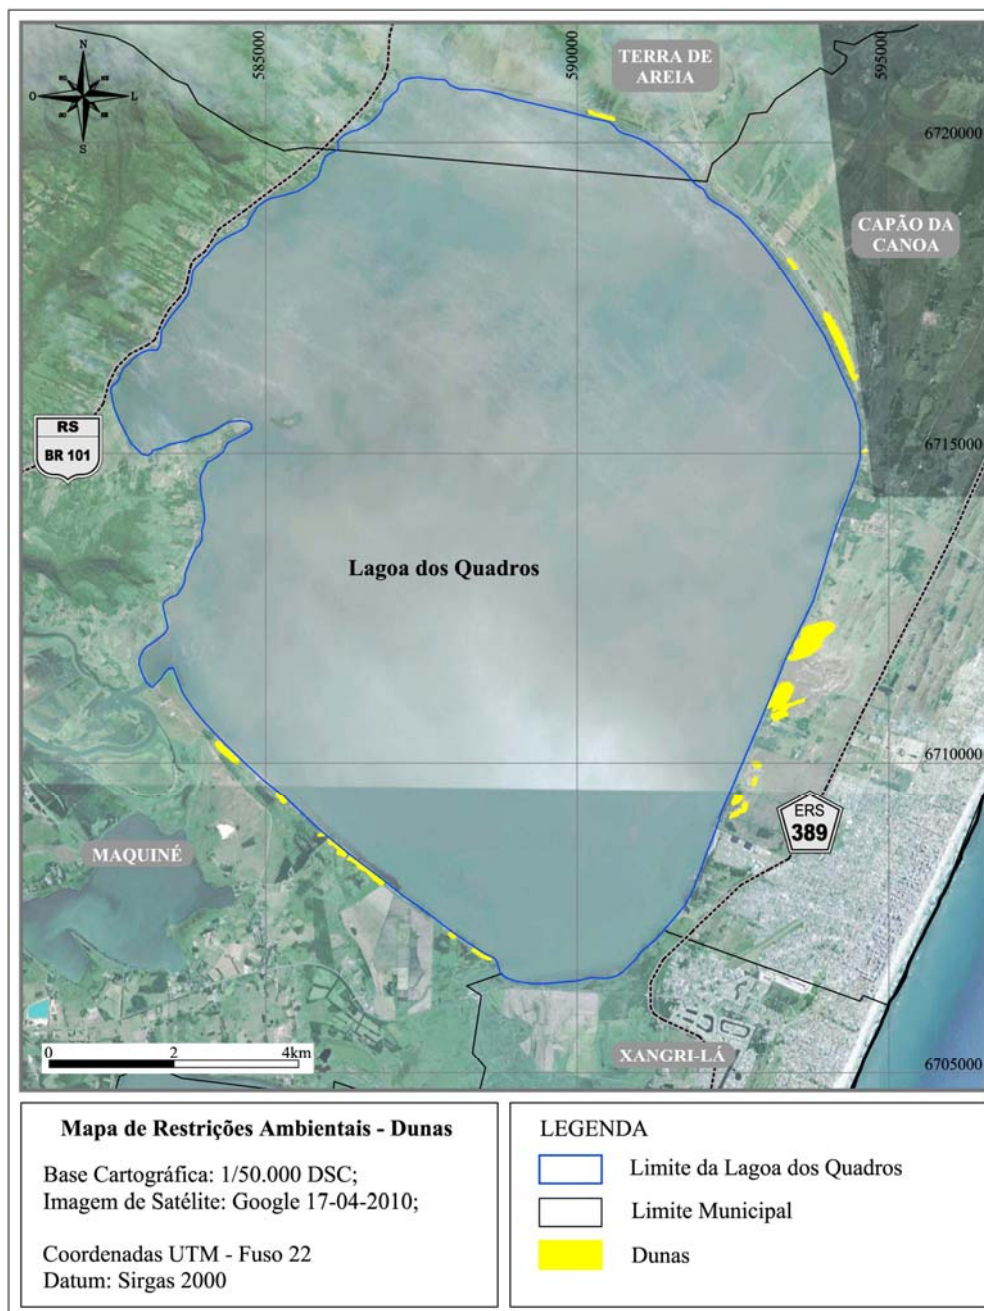 585000
590000
595000
N
O
L
S
TERRA DE
AREIA
6720000
CAPÃO DA
CANOA
RS
BR 101
6715000
Lagoa dos Quadros
6710000
ERS
389
MAQUINÉ
0 2 4km
XANGRI-LÁ
6705000
Mapa de Restrições Ambientais - Dunas
Base Cartográfica: 1/50.000 DSC;
Imagem de Satélite: Google 17-04-2010;
Coordenadas UTM - Fuso 22
Datum: Sirgas 2000
LEGENDA
Limite da Lagoa dos Quadros
Limite Municipal
Dunas